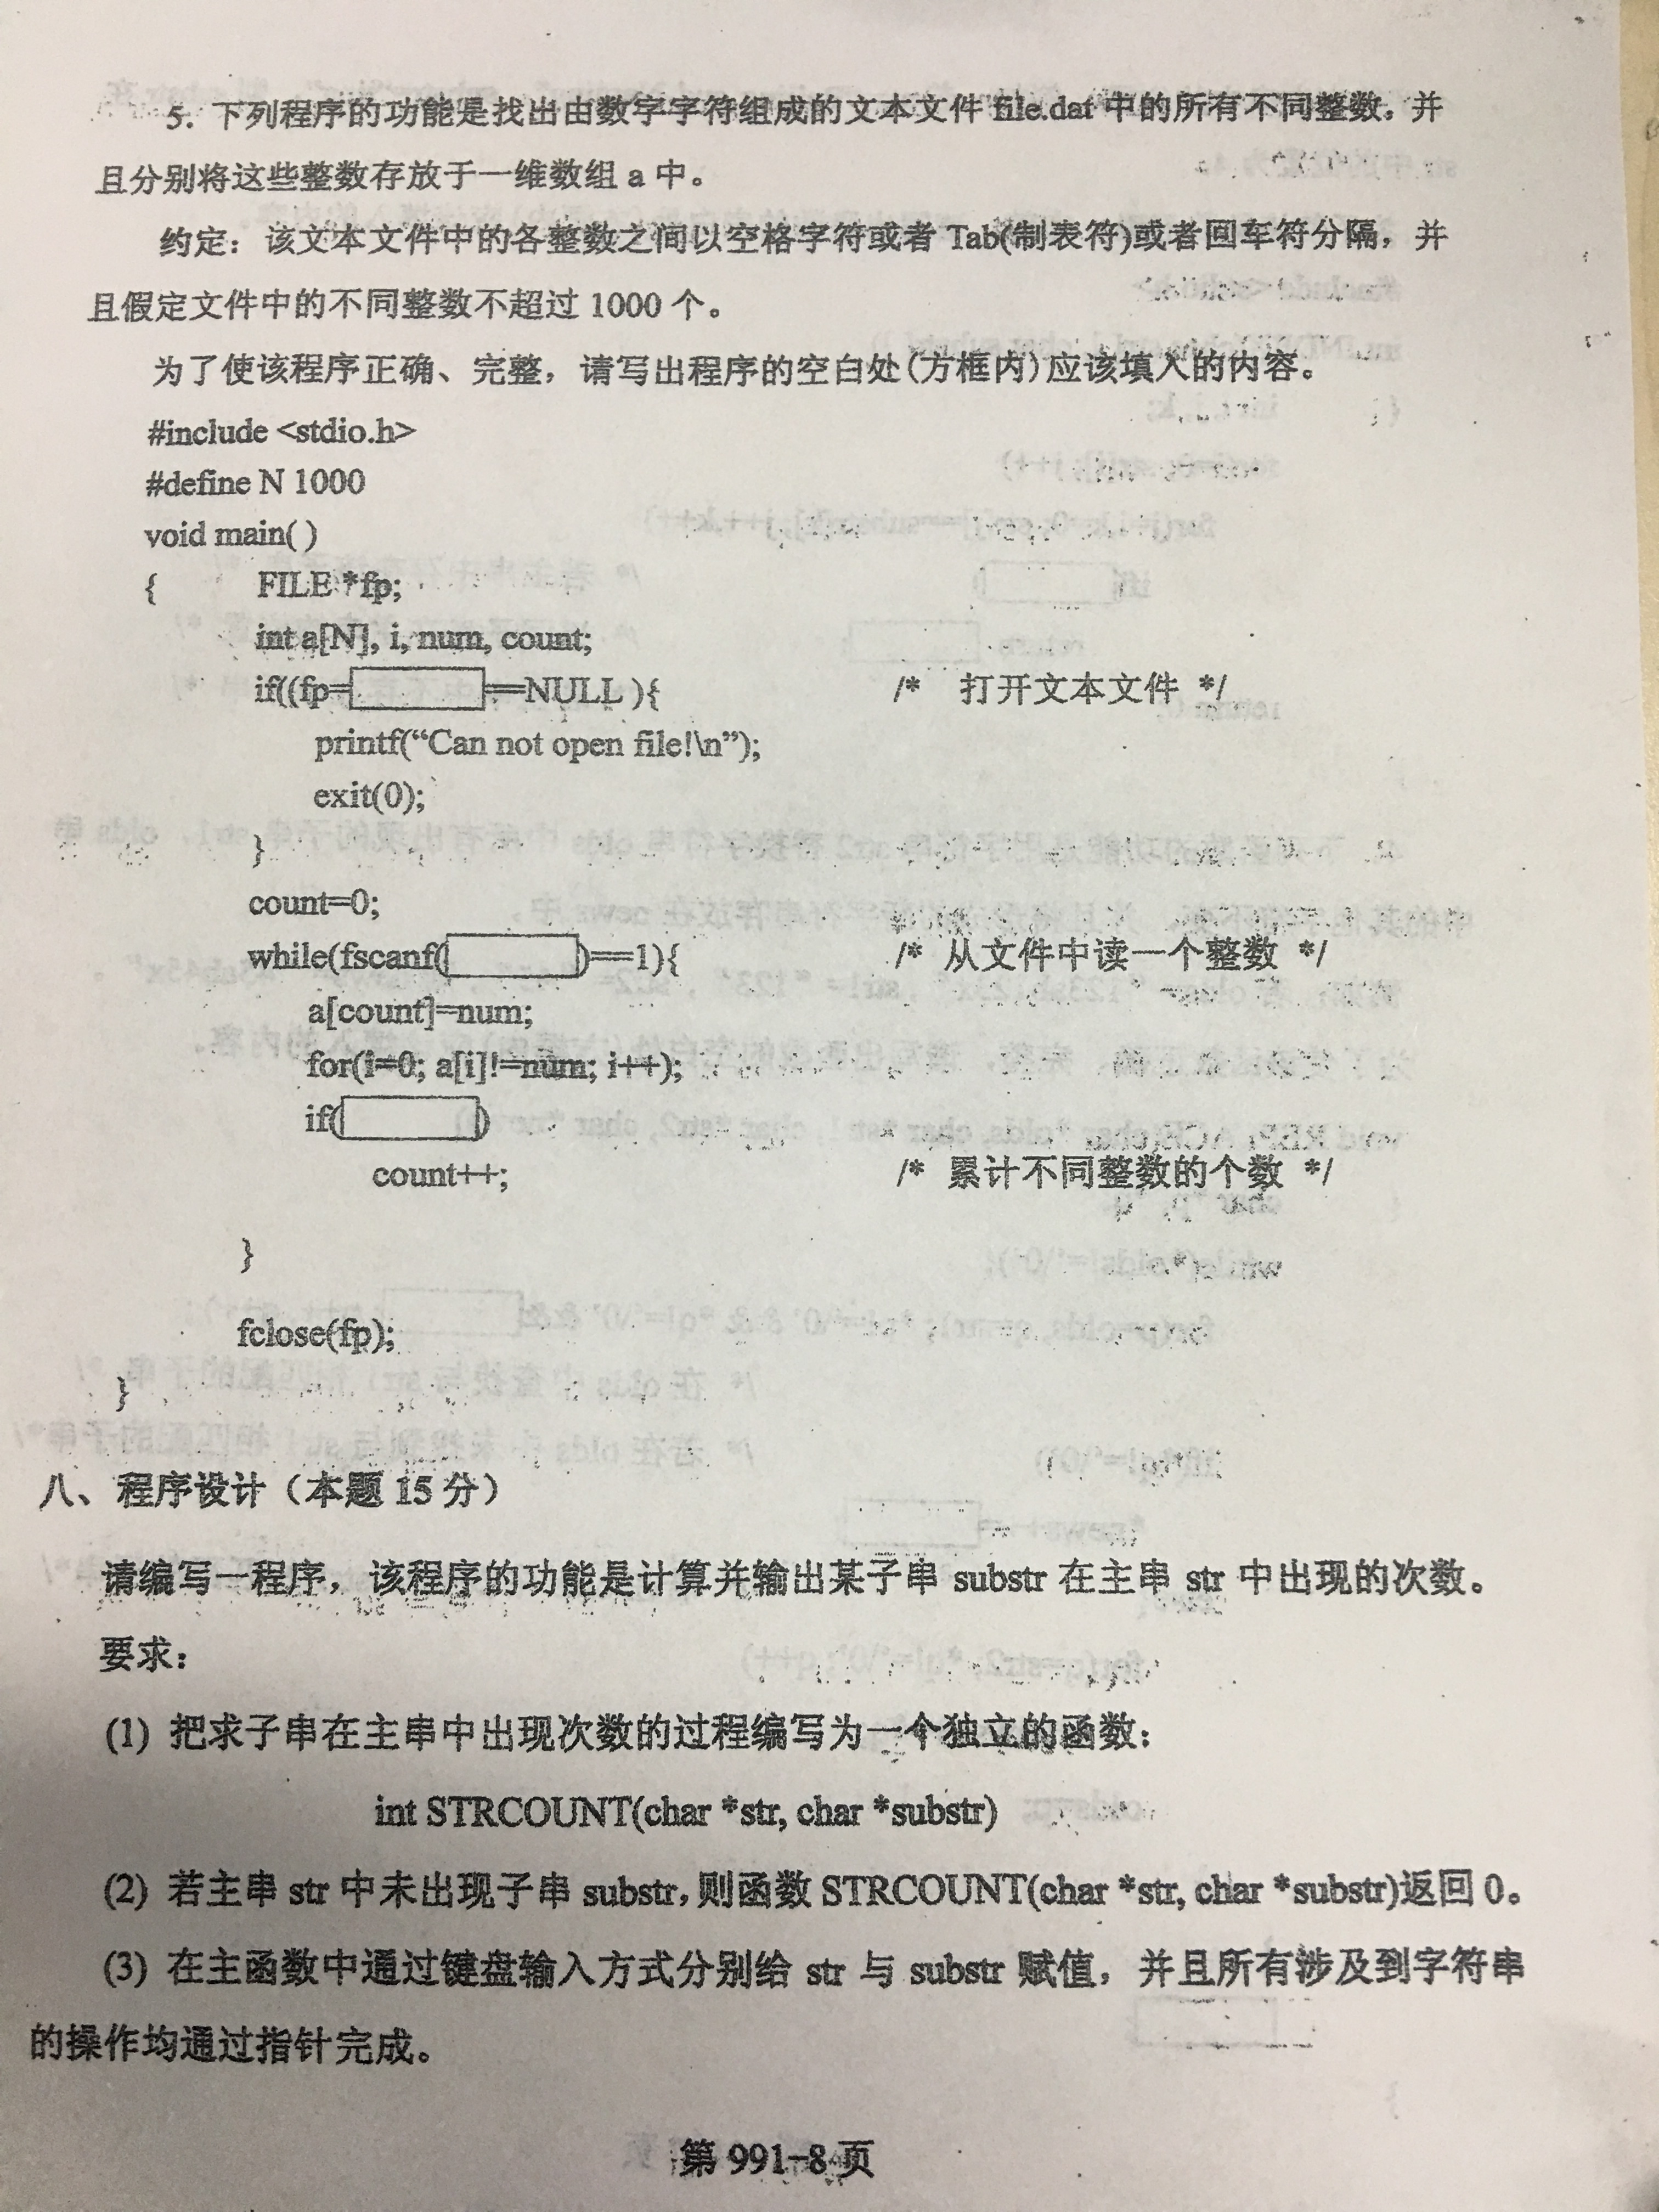 5. 下列程序的功能是找出由数字字符组成的文本文件 file.dat 中的所有不同整数，并
且分别将这些整数存放于一维数组 a 中。
约定：该文本文件中的各整数之间以空格字符或者 Tab(制表符)或者回车符分隔，并
且假定文件中的不同整数不超过 1000 个。
为了使该程序正确、完整，请写出程序的空白处(方框内)应该填入的内容。
#include <stdio.h>
#define N 1000
void main( )
{ FILE *fp;
int a[N], i, num, count;
if((fp= ==NULL ){ /* 打开文本文件 */
printf(“Can not open file!\n”);
exit(0);
}
count=0;
while(fscanf( )==1){ /* 从文件中读一个整数 */
a[count]=num;
for(i=0; a[i]!=num; i++);
if( )
count++; /* 累计不同整数的个数 */
}
fclose(fp);
}
八、程序设计（本题 15 分）
请编写一程序，该程序的功能是计算并输出某子串 substr 在主串 str 中出现的次数。
要求：
(1) 把求子串在主串中出现次数的过程编写为一个独立的函数：
int STRCOUNT(char *str, char *substr)
(2) 若主串 str 中未出现子串 substr，则函数 STRCOUNT(char *str, char *substr)返回 0。
(3) 在主函数中通过键盘输入方式分别给 str 与 substr 赋值，并且所有涉及到字符串
的操作均通过指针完成。
第 991-8 页